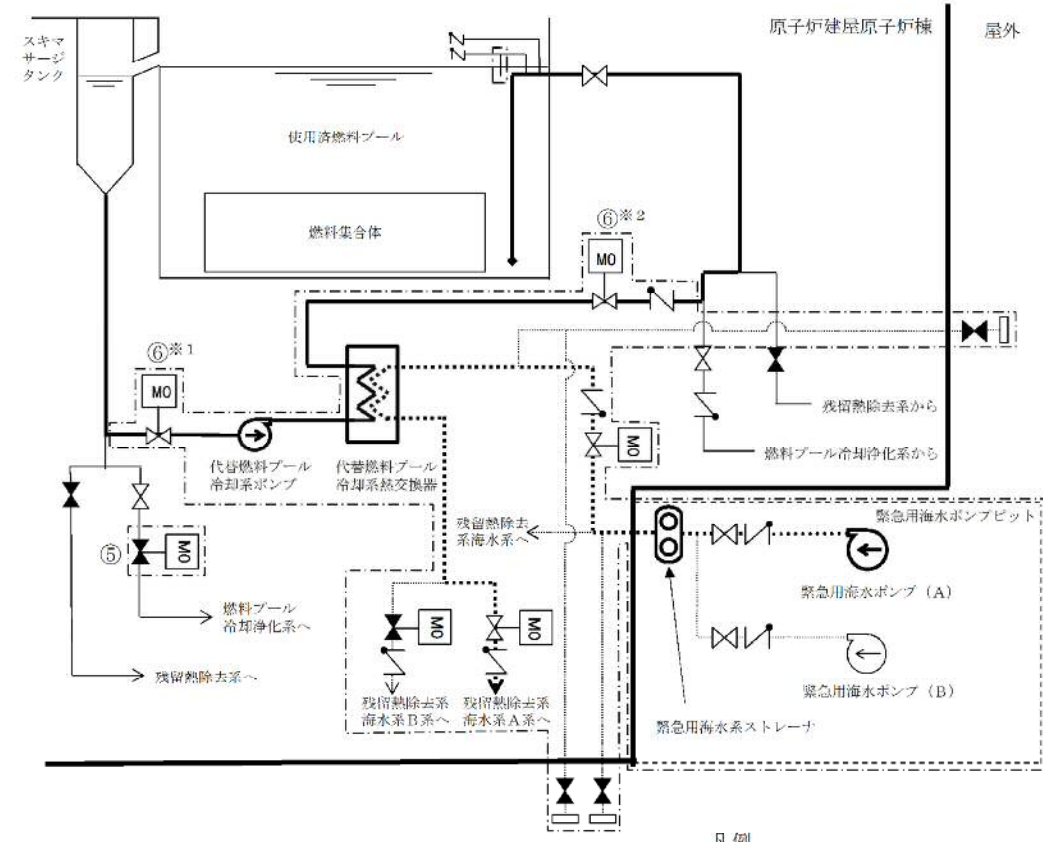 原子炉建屋原子炉棟
屋外
スキマ
サージ
タンク
使用済燃料プール
燃料集合体
⑥※2
MO
⑥※1
MO
代替燃料プール
冷却系ポンプ
代替燃料プール
冷却系熱交換器
MO
残留熱除去系から
燃料プール冷却浄化系から
残留熱除去
系海水系へ
緊急用海水ポンプピット
⑤
MO
緊急用海水ポンプ（A）
燃料プール
冷却浄化系へ
MO
MO
残留熱除去系へ
残留熱除去系
海水系B系へ
残留熱除去系
海水系A系へ
緊急用海水ポンプ（B）
緊急用海水系ストレーナ
凡例